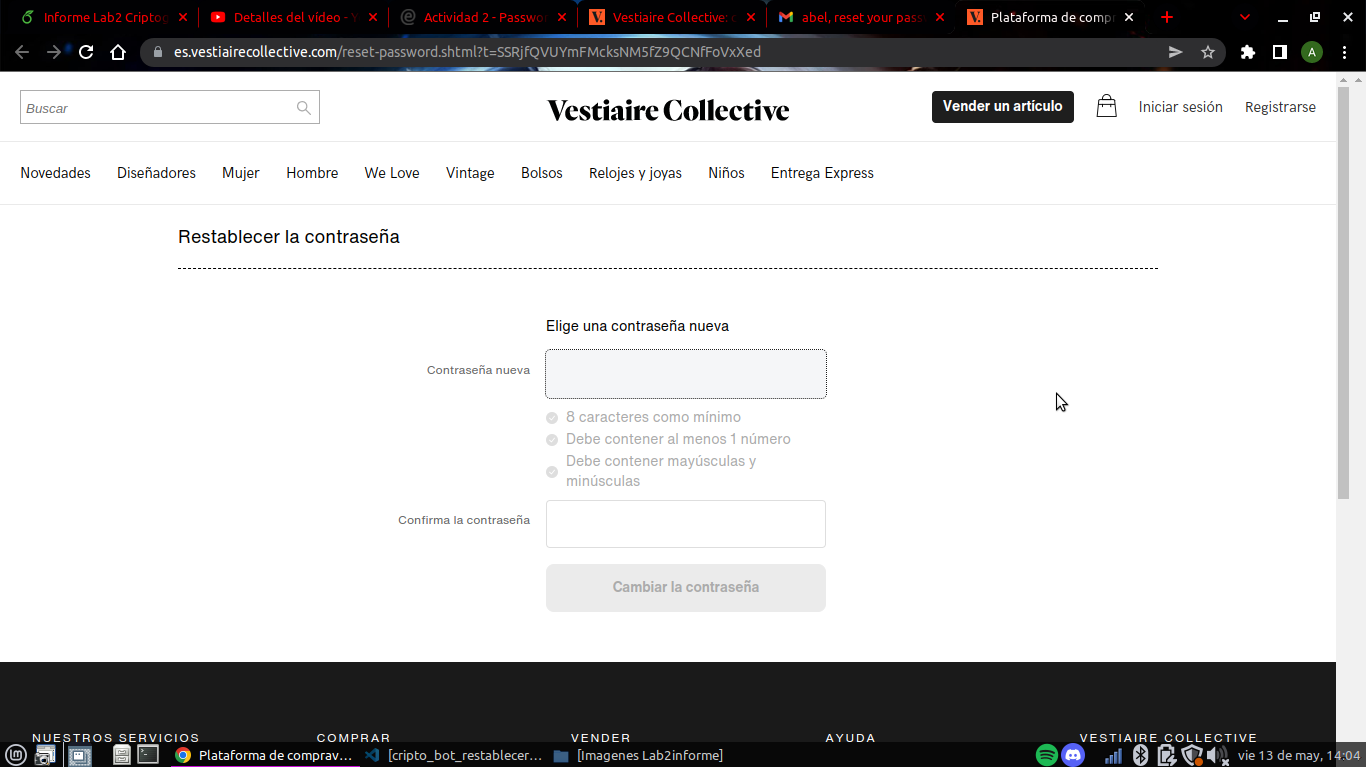 Informe Lab2 Criptog
Detalles del vídeo - Y
Actividad 2 - Passwo
Vestiaire Collective: p
abel, reset your pass
Plataforma de compr
es.vestiairecollective.com/reset-password.shtml?t=SSRjfQVUYmFMcksNM5fZ9QCNfFoVxXed
A
Buscar
Vestiaire Collective
Vender un artículo
Iniciar sesión
Registrarse
Novedades
Diseñadores
Mujer
Hombre
We Love
Vintage
Bolsos
Relojes y joyas
Niños
Entrega Express
Restablecer la contraseña
Elige una contraseña nueva
Contraseña nueva
8 caracteres como mínimo
Debe contener al menos 1 número
Debe contener mayúsculas y
minúsculas
Confirma la contraseña
Cambiar la contraseña
NUESTROS SERVICIOS
COMPRAR
VENDER
AYUDA
VESTIAIRE COLLECTIVE
Plataforma de comprav...
[cripto_bot_restablecer...
[Imagenes Lab2informe]
vie 13 de may, 14:04